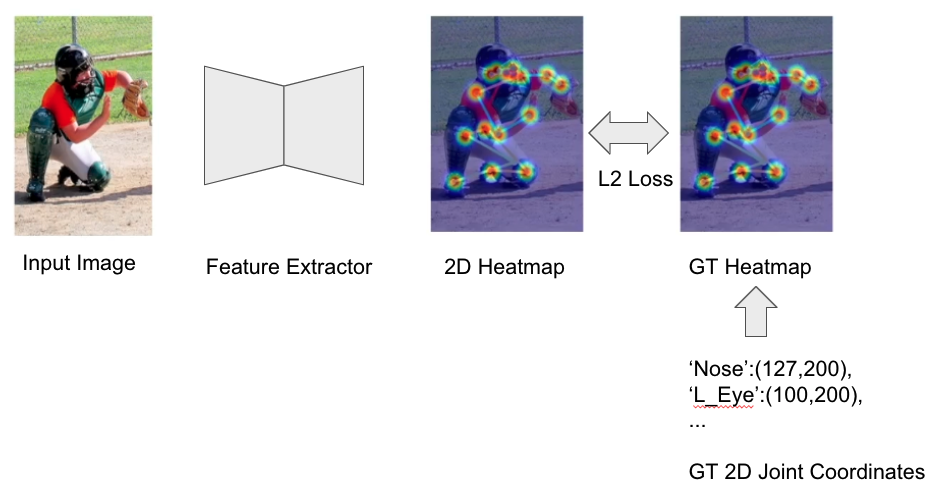 L2 Loss
Input Image
Feature Extractor
2D Heatmap
GT Heatmap
‘Nose’:(127,200),
‘L_Eye’:(100,200),
...
GT 2D Joint Coordinates